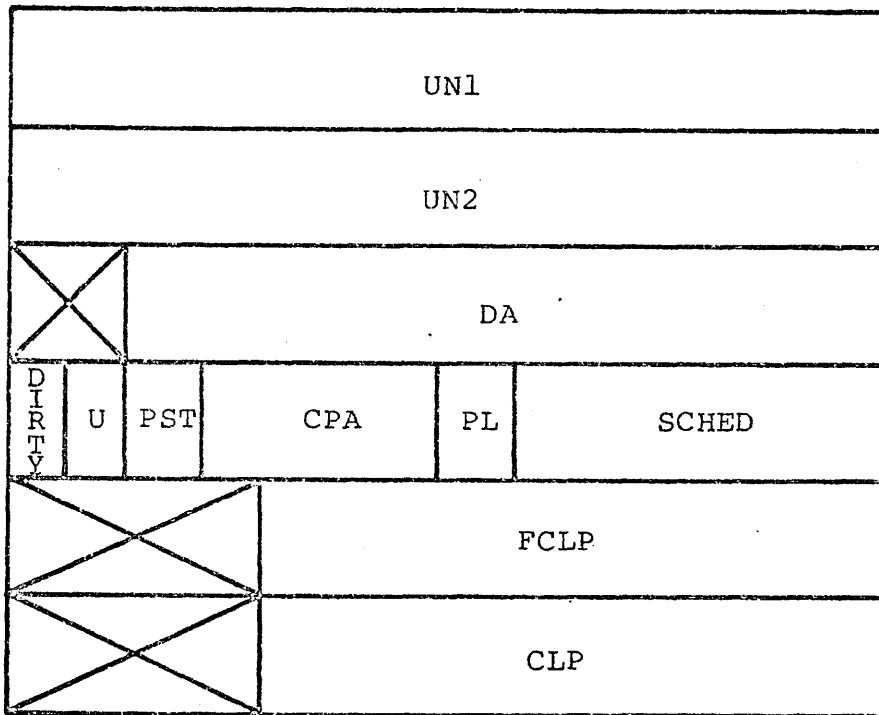 UN1
UN2
DA
DIRTY U PST CPA PL SCHED
FCLP
CLP